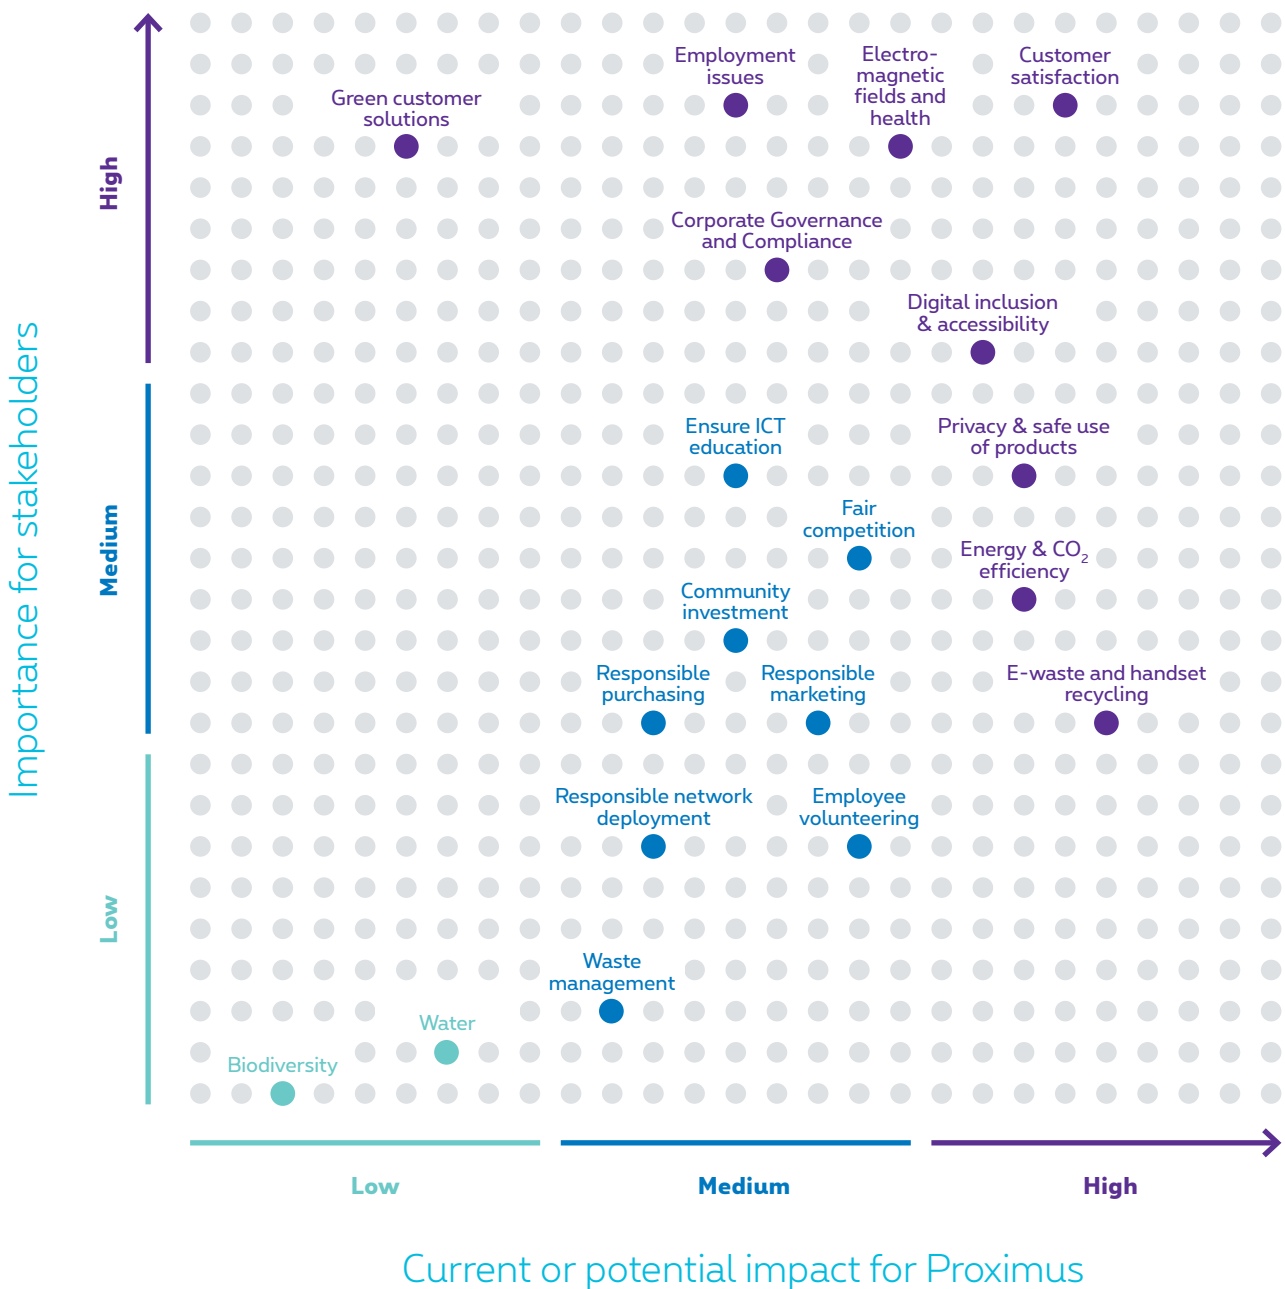 Employment
issues
Electro-
magnetic
fields and
health
Customer
satisfaction
Green customer
solutions
High
Corporate Governance
and Compliance
Digital inclusion
& accessibility
Importance for stakeholders
Medium
Ensure ICT
education
Privacy & safe use
of products
Fair
competition
Energy & CO₂
efficiency
Community
investment
Responsible
purchasing
Responsible
marketing
E-waste and handset
recycling
Low
Responsible network
deployment
Employee
volunteering
Waste
management
Water
Biodiversity
Low
Medium
High
Current or potential impact for Proximus